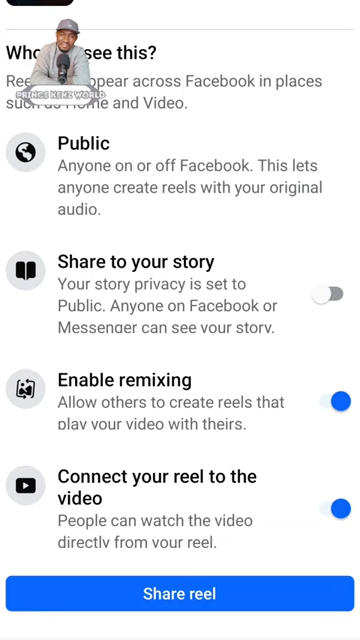 Who see this?
Ree ppear across Facebook in places
such as Home and Video.
PRINCE KENZ WORLD
Public
Anyone on or off Facebook. This lets
anyone create reels with your original
audio.
Share to your story
Your story privacy is set to
Public. Anyone on Facebook or
Messenger can see your story.
Enable remixing
Allow others to create reels that
play your video with theirs.
Connect your reel to the
video
People can watch the video
directly from your reel.
Share reel